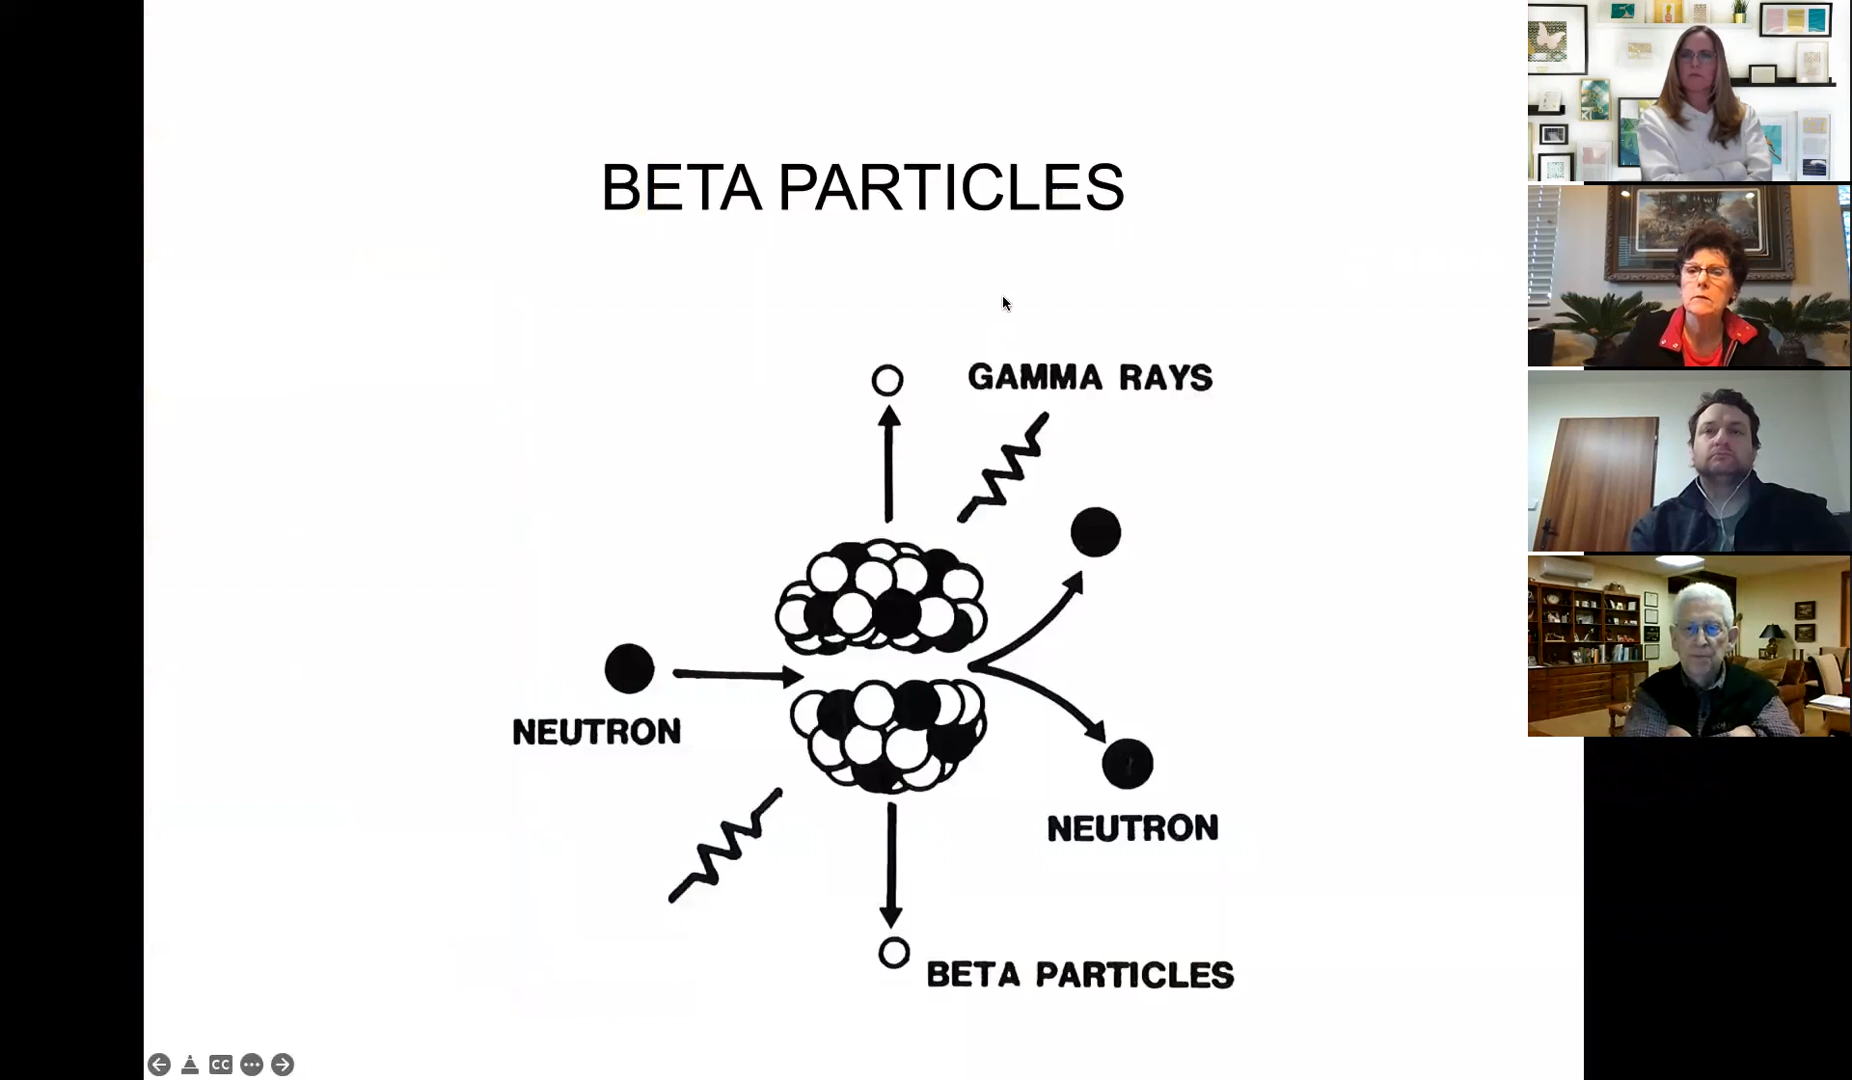 BETA PARTICLES
GAMMA RAYS
NEUTRON
NEUTRON
BETA PARTICLES
CC